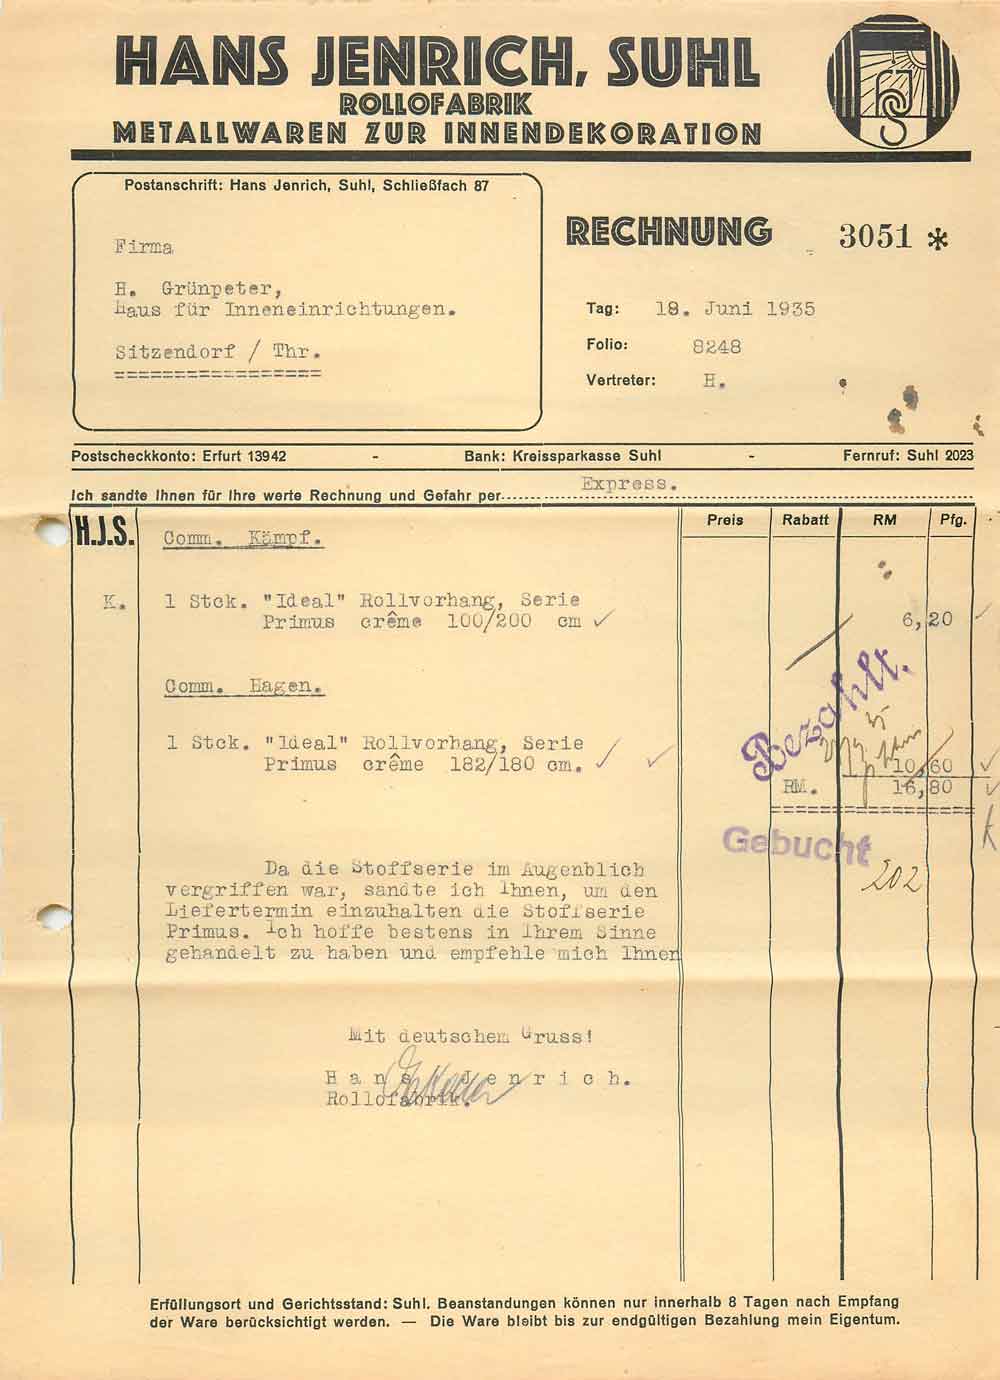 HANS JENRICH, SUHL
ROLLOFABRIK
METALLWAREN ZUR INNENDEKORATION
HJS
Postanschrift: Hans Jenrich, Suhl, Schließfach 87
Firma
H. Grünpeter,
Haus für Inneneinrichtungen.
Sitzendorf / Thr.
RECHNUNG 3051 *
Tag: 18. Juni 1935
Folio: 8248
Vertreter: H.
Postscheckkonto: Erfurt 13942 - Bank: Kreissparkasse Suhl - Fernruf: Suhl 2023
Ich sandte Ihnen für Ihre werte Rechnung und Gefahr per Express.
H.J.S. Preis Rabatt RM Pfg.
Comm. Kämpf.
K. 1 Stck. "Ideal" Rollvorhang, Serie
Primus crême 100/200 cm 6,20
Comm. Hagen.
1 Stck. "Ideal" Rollvorhang, Serie
Primus crême 182/180 cm. 10,60
RM. 16,80
Bezahlt.
Gebucht
202
Da die Stoffserie im Augenblich
vergriffen war, sandte ich Ihnen, um den
Liefertermin einzuhalten die Stoffserie
Primus. Ich hoffe bestens in Ihrem Sinne
gehandelt zu haben und empfehle mich Ihnen
Mit deutschem Gruss!
Hans Jenrich.
Rollofabrik.
Erfüllungsort und Gerichtsstand: Suhl. Beanstandungen können nur innerhalb 8 Tagen nach Empfang
der Ware berücksichtigt werden. — Die Ware bleibt bis zur endgültigen Bezahlung mein Eigentum.